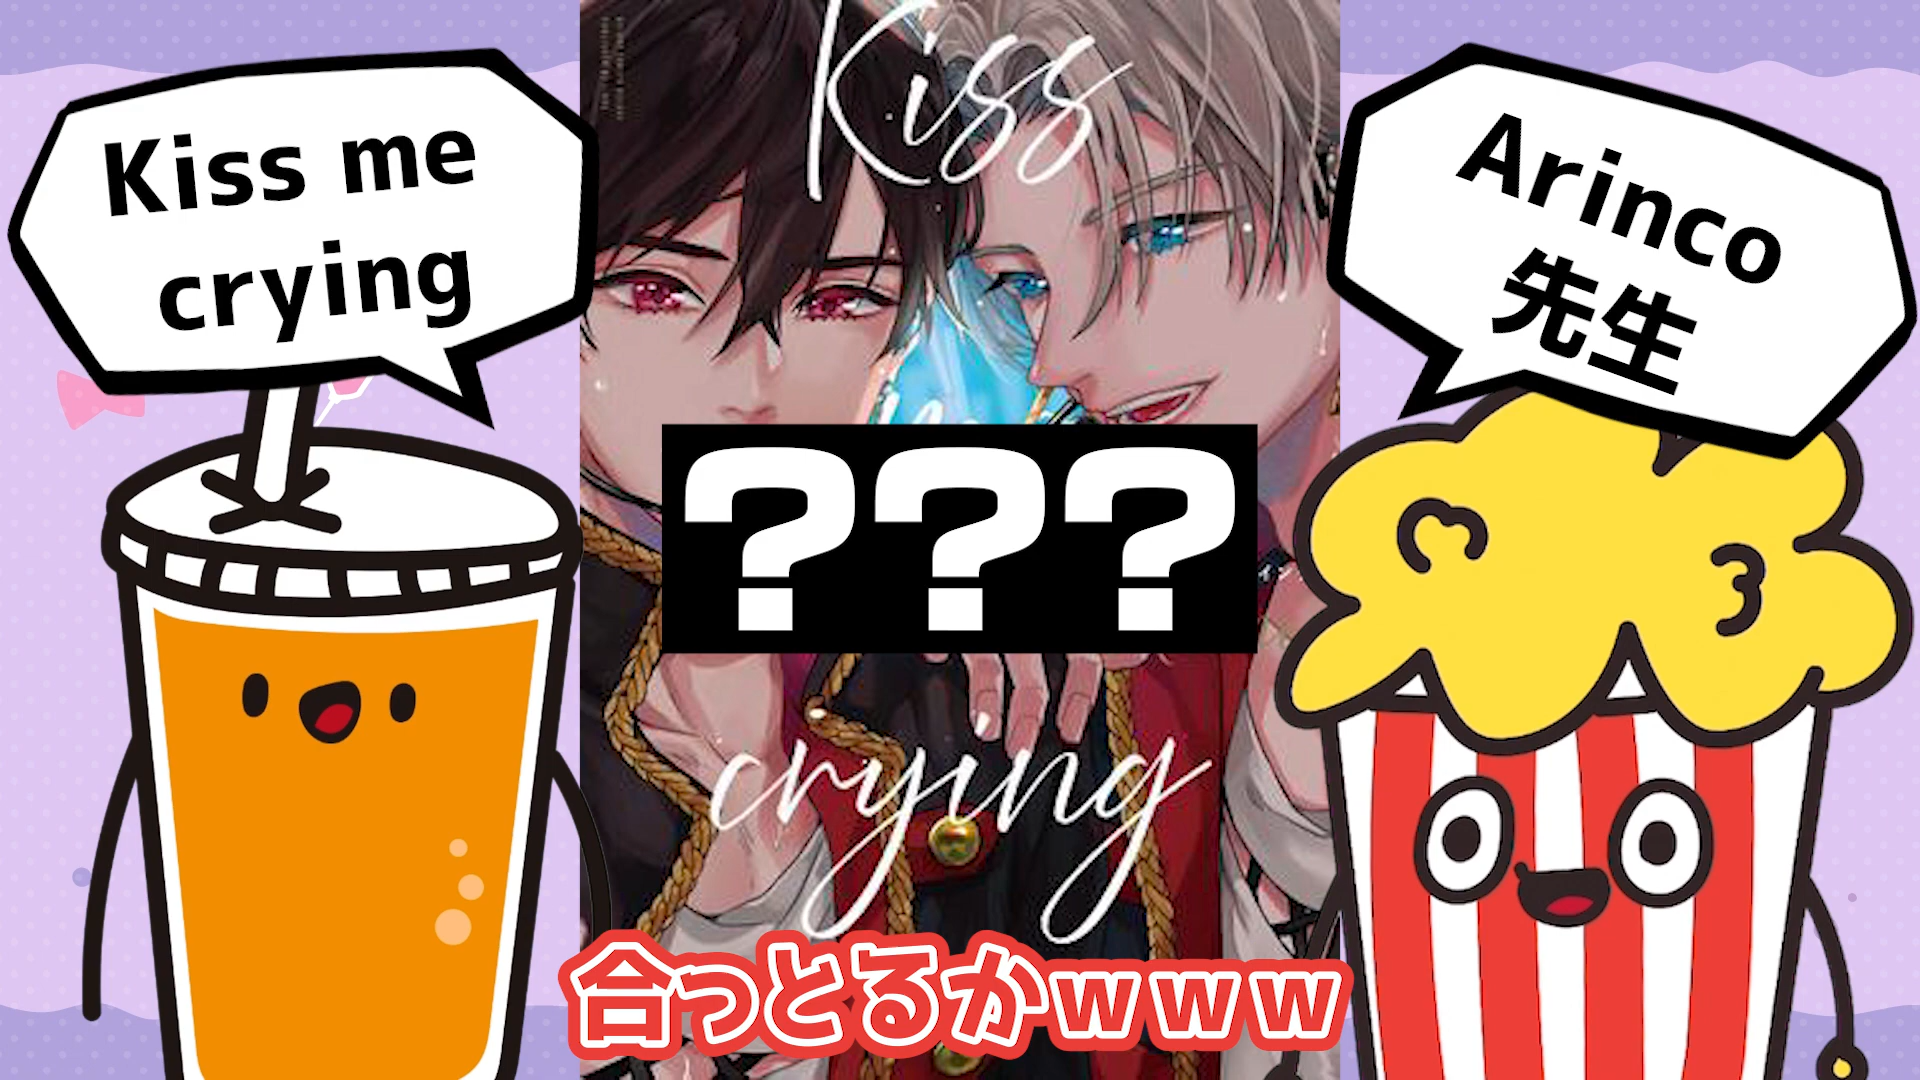 Kiss me
crying
Arinco
先生
Kiss
???
crying
合っとるかwww